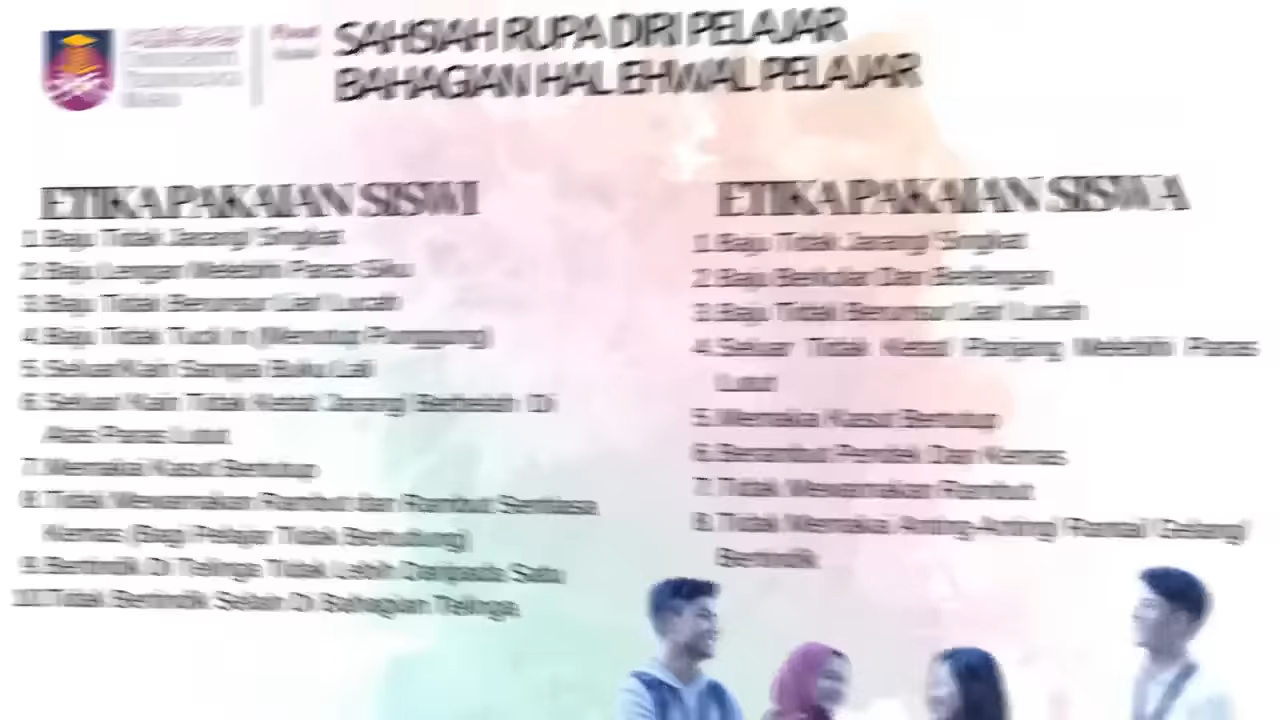 SAHSIAH RUPA DIRI PELAJAR
BAHAGIAN HAL EHWAL PELAJAR
ETIKA PAKAIAN SISWI
1. Baju Tidak Jarang/ Singkat
2. Baju Lengan Melebihi Paras Siku
3. Baju Tidak Berunsur Liar/ Lucah
4. Baju Tidak Tuck In (Menutup Punggung)
5. Seluar/Kain Sampai Buku Lali
6. Seluar/ Kain Tidak Ketat/ Jarang/ Berbelah Di
Atas Paras Lutut
7. Memakai Kasut Bertutup
8. Tidak Mewarnakan Rambut dan Rambut Sentiasa
Kemas (Bagi Pelajar Tidak Bertudung)
9. Bertindik Di Telinga Tidak Lebih Daripada Satu
10. Tidak Bertindik Selain Di Bahagian Telinga
ETIKA PAKAIAN SISWA
1. Baju Tidak Jarang/ Singkat
2. Baju Berkolar Dan Berlengan
3. Baju Tidak Berunsur Liar/ Lucah
4. Seluar Tidak Ketat/ Panjang Melebihi Paras
Lutut
5. Memakai Kasut Bertutup
6. Berambut Pendek Dan Kemas
7. Tidak Mewarnakan Rambut
8. Tidak Memakai Anting-Anting/ Rantai/ Gelang/
Bertindik